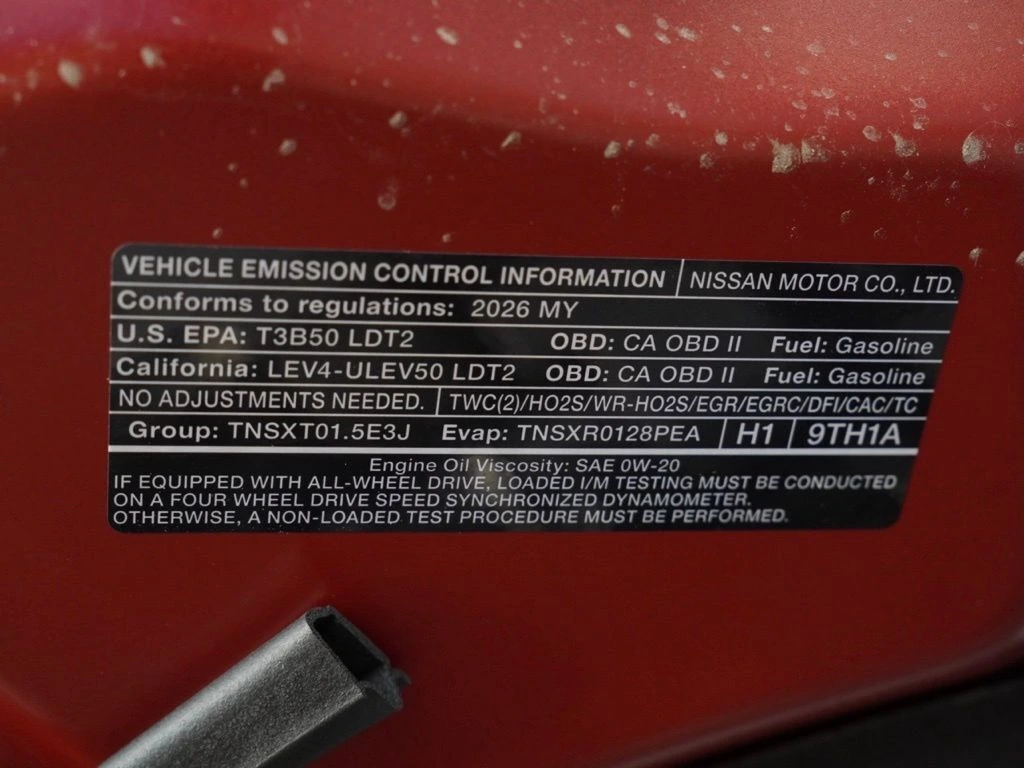 VEHICLE EMISSION CONTROL INFORMATION NISSAN MOTOR CO., LTD.
Conforms to regulations: 2026 MY
U.S. EPA: T3B50 LDT2 OBD: CA OBD II Fuel: Gasoline
California: LEV4-ULEV50 LDT2 OBD: CA OBD II Fuel: Gasoline
NO ADJUSTMENTS NEEDED. TWC(2)/HO2S/WR-HO2S/EGR/EGRC/DFI/CAC/TC
Group: TNSXT01.5E3J Evap: TNSXR0128PEA H1 9TH1A
Engine Oil Viscosity: SAE 0W-20
IF EQUIPPED WITH ALL-WHEEL DRIVE, LOADED I/M TESTING MUST BE CONDUCTED
ON A FOUR WHEEL DRIVE SPEED SYNCHRONIZED DYNAMOMETER.
OTHERWISE, A NON-LOADED TEST PROCEDURE MUST BE PERFORMED.